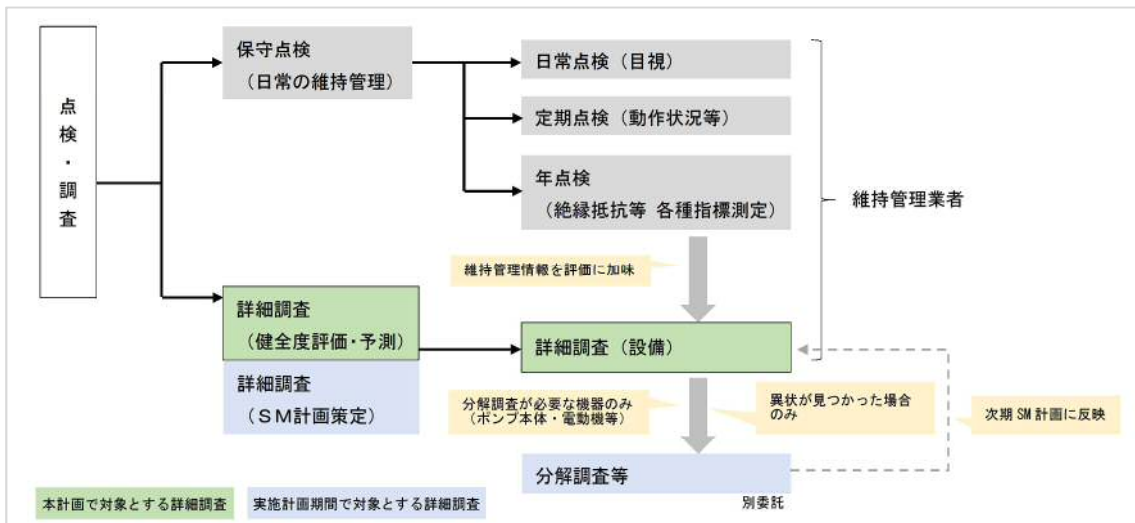 点検・調査
保守点検
（日常の維持管理）
日常点検（目視）
定期点検（動作状況等）
年点検
（絶縁抵抗等 各種指標測定）
維持管理業者
維持管理情報を評価に加味
詳細調査
（健全度評価・予測）
詳細調査
（ＳＭ計画策定）
詳細調査（設備）
分解調査が必要な機器のみ
（ポンプ本体・電動機等）
異状が見つかった場合
のみ
次期 SM 計画に反映
分解調査等
別委託
本計画で対象とする詳細調査
実施計画期間で対象とする詳細調査